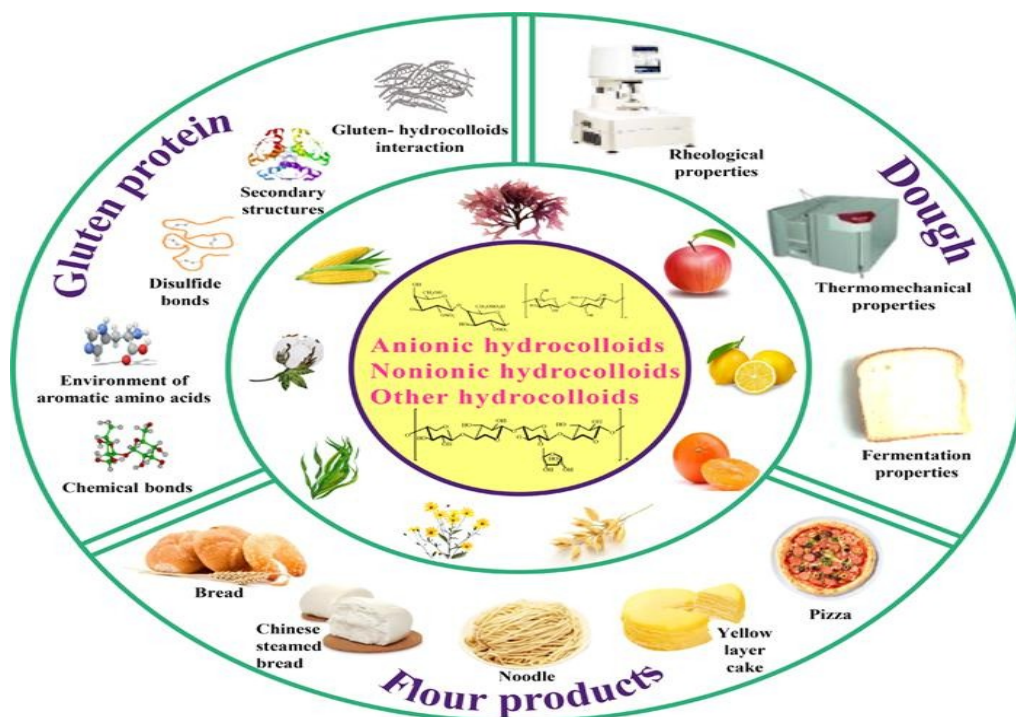 Gluten protein
Gluten- hydrocolloids
interaction
Secondary
structures
Disulfide
bonds
Environment of
aromatic amino acids
Chemical bonds
Dough
Rheological
properties
Thermomechanical
properties
Fermentation
properties
Anionic hydrocolloids
Nonionic hydrocolloids
Other hydrocolloids
Bread
Chinese
steamed
bread
Noodle
Yellow
layer
cake
Pizza
Flour products